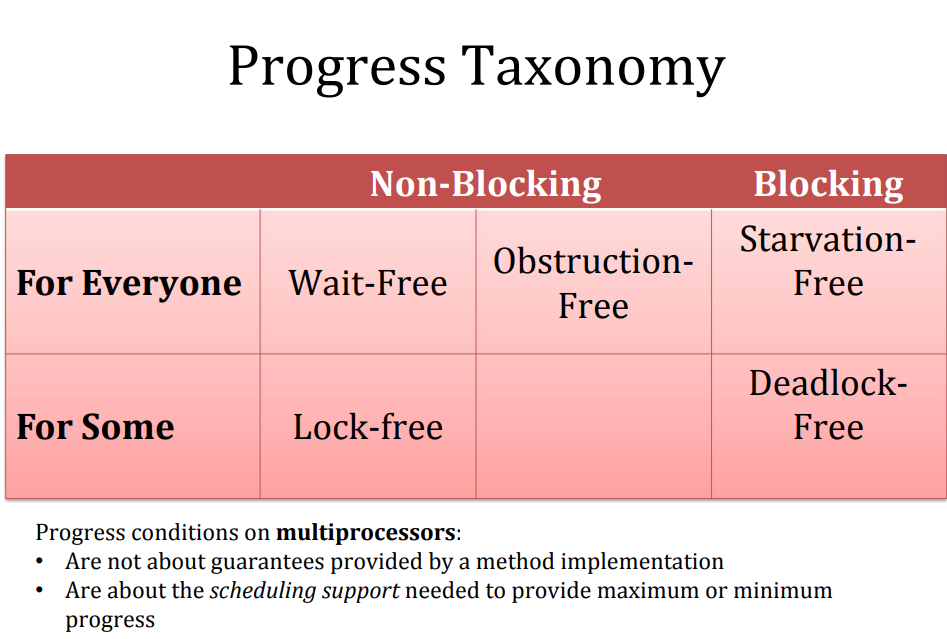 Progress Taxonomy
Non-Blocking Blocking
For Everyone Wait-Free Obstruction-
Free Starvation-
Free
For Some Lock-free Deadlock-
Free
Progress conditions on multiprocessors:
• Are not about guarantees provided by a method implementation
• Are about the scheduling support needed to provide maximum or minimum
progress